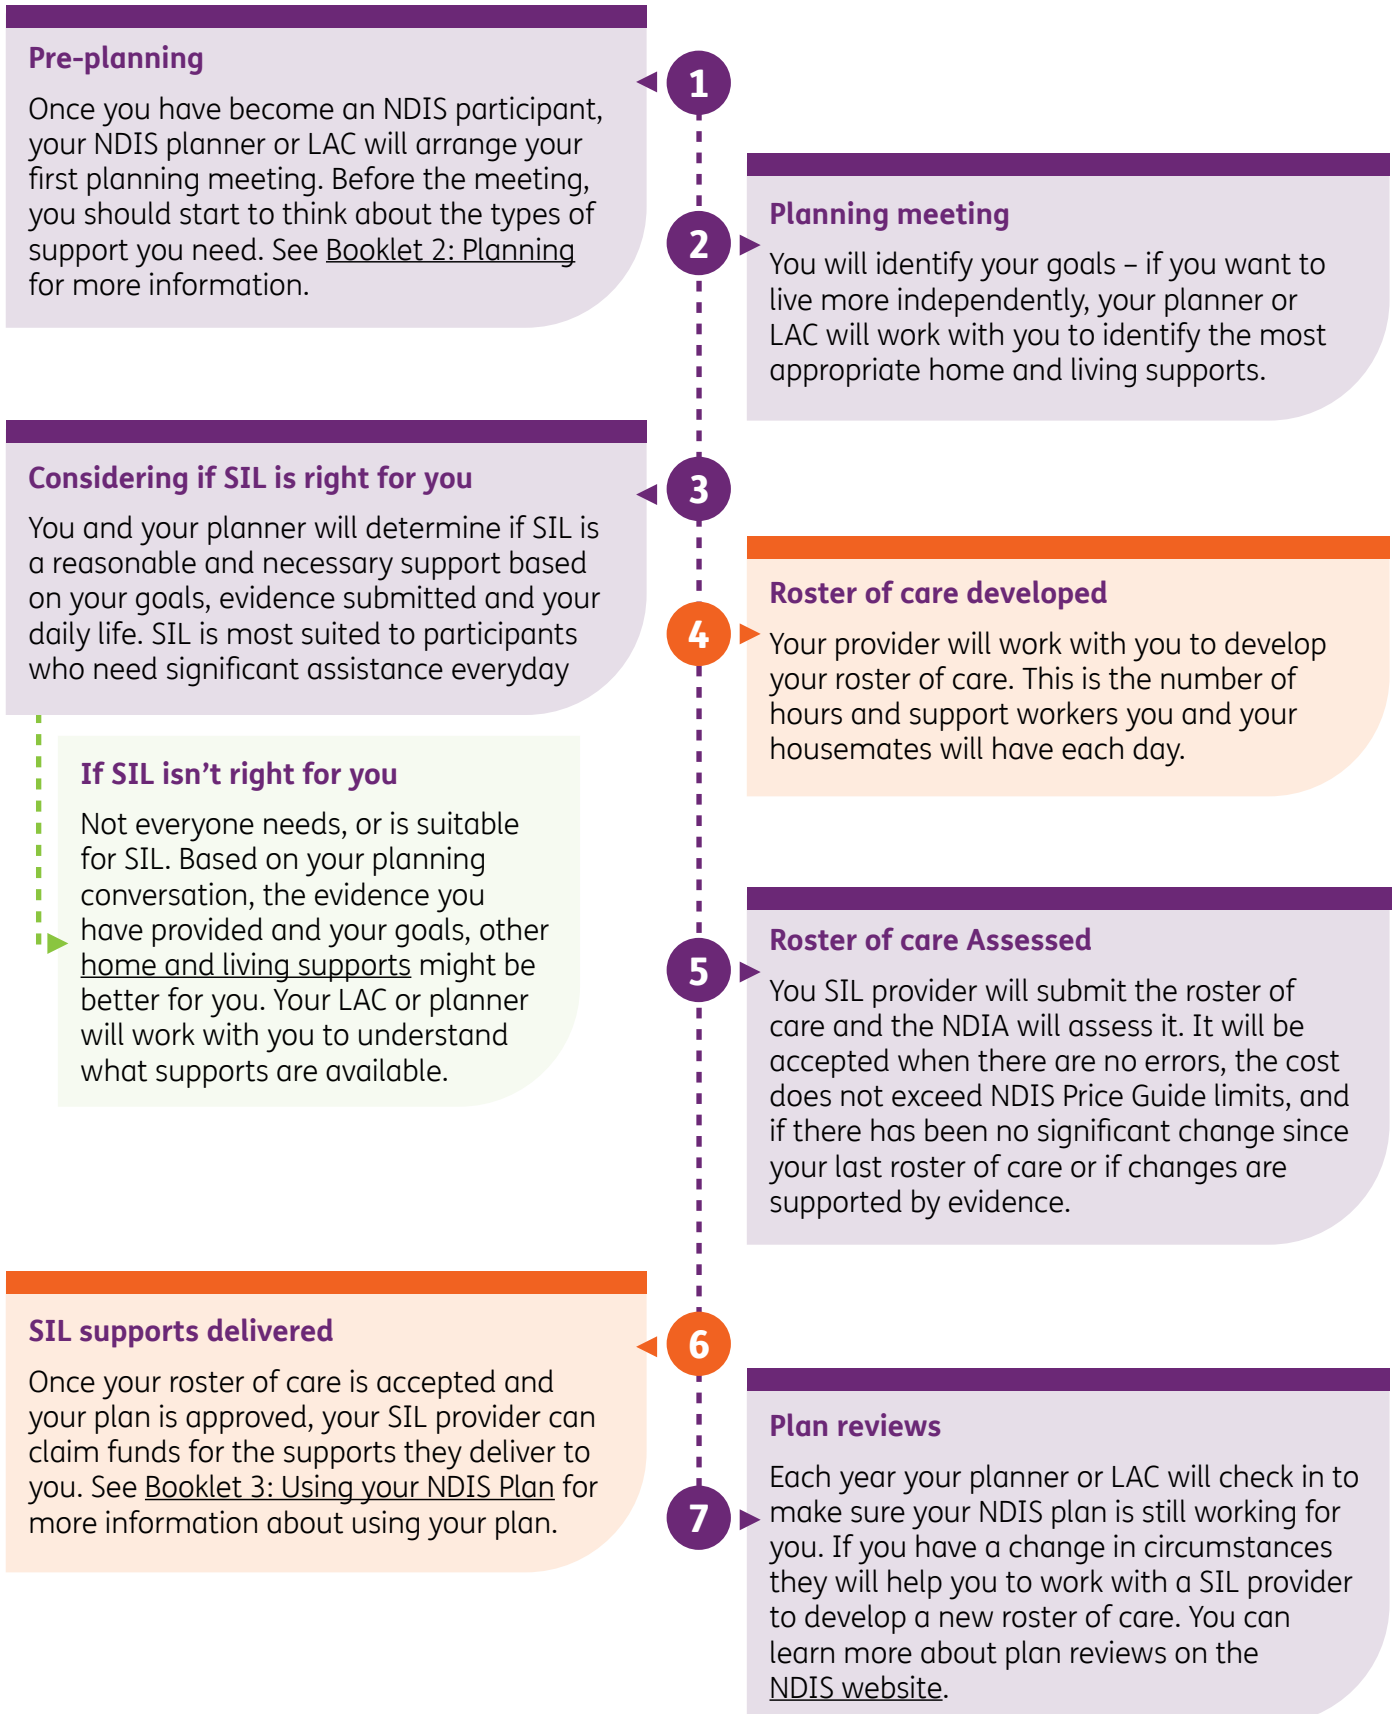 Pre-planning
Once you have become an NDIS participant,
your NDIS planner or LAC will arrange your
first planning meeting. Before the meeting,
you should start to think about the types of
support you need. See Booklet 2: Planning
for more information.
1
2
Planning meeting
You will identify your goals – if you want to
live more independently, your planner or
LAC will work with you to identify the most
appropriate home and living supports.
Considering if SIL is right for you
You and your planner will determine if SIL is
a reasonable and necessary support based
on your goals, evidence submitted and your
daily life. SIL is most suited to participants
who need significant assistance everyday
3
If SIL isn’t right for you
Not everyone needs, or is suitable
for SIL. Based on your planning
conversation, the evidence you
have provided and your goals, other
home and living supports might be
better for you. Your LAC or planner
will work with you to understand
what supports are available.
4
Roster of care developed
Your provider will work with you to develop
your roster of care. This is the number of
hours and support workers you and your
housemates will have each day.
5
Roster of care Assessed
You SIL provider will submit the roster of
care and the NDIA will assess it. It will be
accepted when there are no errors, the cost
does not exceed NDIS Price Guide limits, and
if there has been no significant change since
your last roster of care or if changes are
supported by evidence.
SIL supports delivered
Once your roster of care is accepted and
your plan is approved, your SIL provider can
claim funds for the supports they deliver to
you. See Booklet 3: Using your NDIS Plan for
more information about using your plan.
6
7
Plan reviews
Each year your planner or LAC will check in to
make sure your NDIS plan is still working for
you. If you have a change in circumstances
they will help you to work with a SIL provider
to develop a new roster of care. You can
learn more about plan reviews on the
NDIS website.